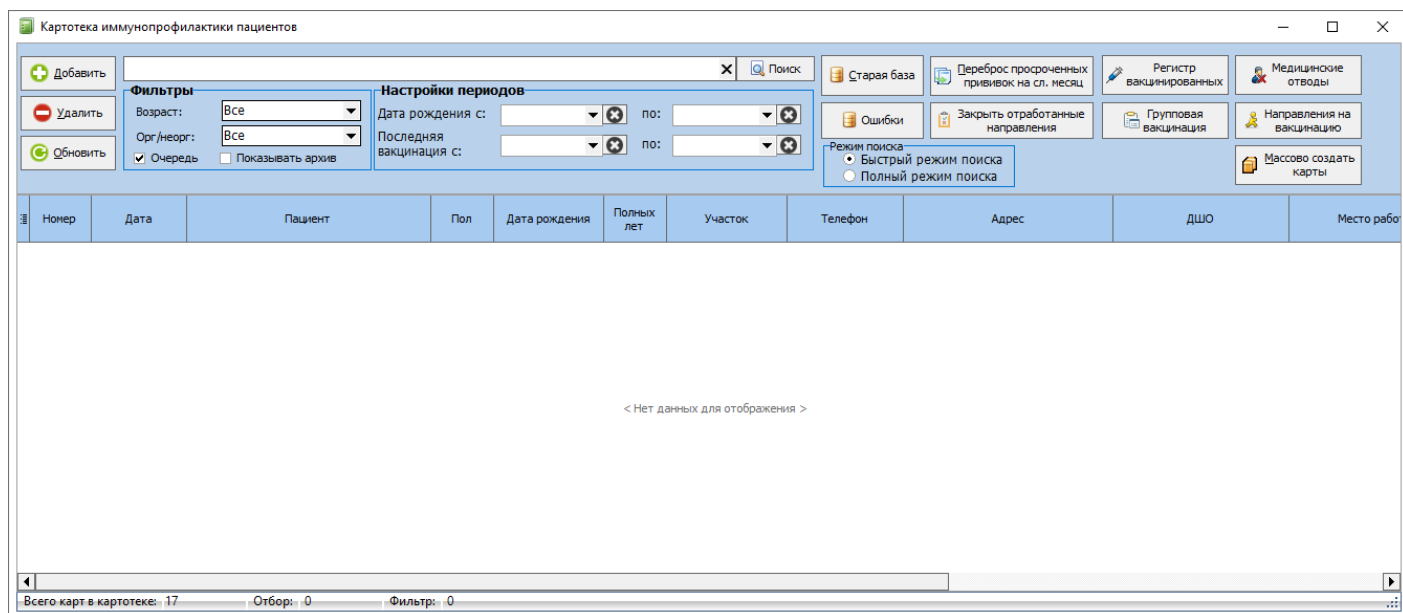 Картотека иммунопрофилактики пациентов
Добавить
Поиск
Удалить
Обновить
Фильтры
Возраст: Все
Орг/неорг: Все
Очередь Показывать архив
Настройки периодов
Дата рождения с: по:
Последняя
вакцинация с: по:
Старая база
Переброс просроченных
прививок на сл. месяц
Регистр
вакцинированных
Медицинские
отводы
Ошибки
Закрыть отработанные
направления
Групповая
вакцинация
Направления на
вакцинацию
Режим поиска
Быстрый режим поиска
Полный режим поиска
Массово создать
карты
Номер Дата Пациент Пол Дата рождения Полных
лет
Участок Телефон Адрес ДШО Место рабо
< Нет данных для отображения >
Всего карт в картотеке: 17 Отбор: 0 Фильтр: 0